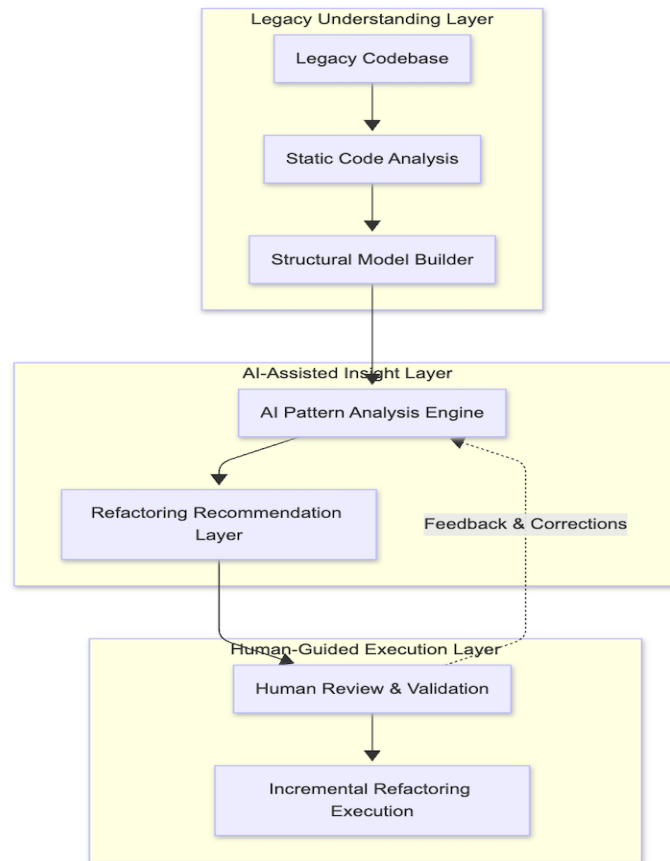 Legacy Understanding Layer
Legacy Codebase
Static Code Analysis
Structural Model Builder
AI-Assisted Insight Layer
AI Pattern Analysis Engine
Refactoring Recommendation
Layer
Feedback & Corrections
Human-Guided Execution Layer
Human Review & Validation
Incremental Refactoring
Execution